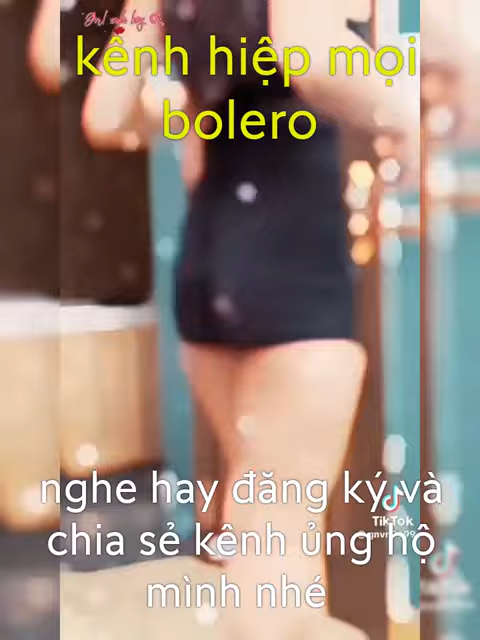 kênh hiệp mọi
bolero
nghe hay đăng ký và
TikTok
chia sẻ kênh ủng hộ
mình nhé